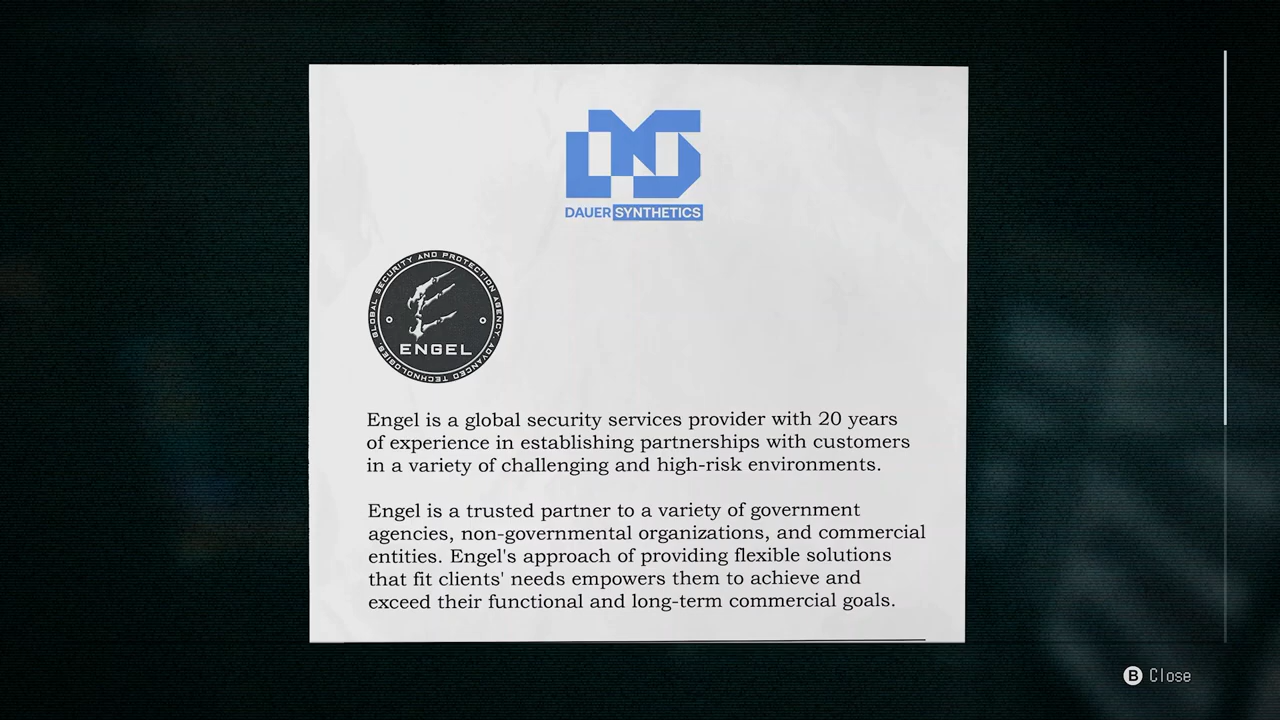 DAUER SYNTHETICS
GLOBAL SECURITY AND PROTECTION AGENCY. ADVANCED TECHNOLOGIES.
ENGEL
Engel is a global security services provider with 20 years
of experience in establishing partnerships with customers
in a variety of challenging and high-risk environments.
Engel is a trusted partner to a variety of government
agencies, non-governmental organizations, and commercial
entities. Engel's approach of providing flexible solutions
that fit clients' needs empowers them to achieve and
exceed their functional and long-term commercial goals.
B Close